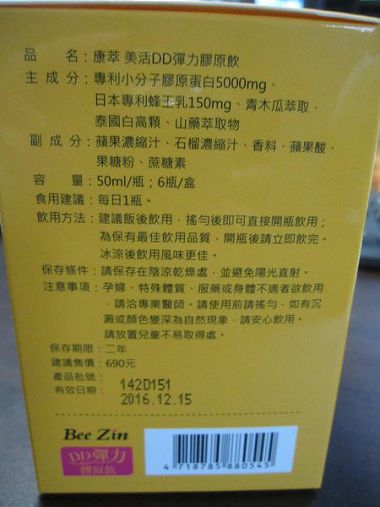 品　　名：康萃 美活DD彈力膠原飲
主 成 分：專利小分子膠原蛋白5000mg、
日本專利蜂王乳150mg、青木瓜萃取、
泰國白高顆、山藥萃取物
副 成 分：蘋果濃縮汁、石榴濃縮汁、香料、蘋果酸、
果糖粉、蔗糖素
容　　量：50ml/瓶；6瓶/盒
食用建議：每日1瓶。
飲用方法：建議飯後飲用，搖勻後即可直接開瓶飲用；
為保有最佳飲用品質，開瓶後請立即飲完。
冰涼後飲用風味更佳。
保存條件：請保存在陰涼乾燥處，並避免陽光直射。
注意事項：孕婦、特殊體質、服藥或身體不適者欲飲用
，請洽專業醫師。請使用前請搖勻，如有沉
澱或顏色變深為自然現象，請安心飲用。
請放置兒童不易取得處。
保存期限：二年
建議售價：690元
產品批號：
142D151
有效日期：
2016.12.15
Bee Zin
DD彈力
膠原飲
4 718785 880545